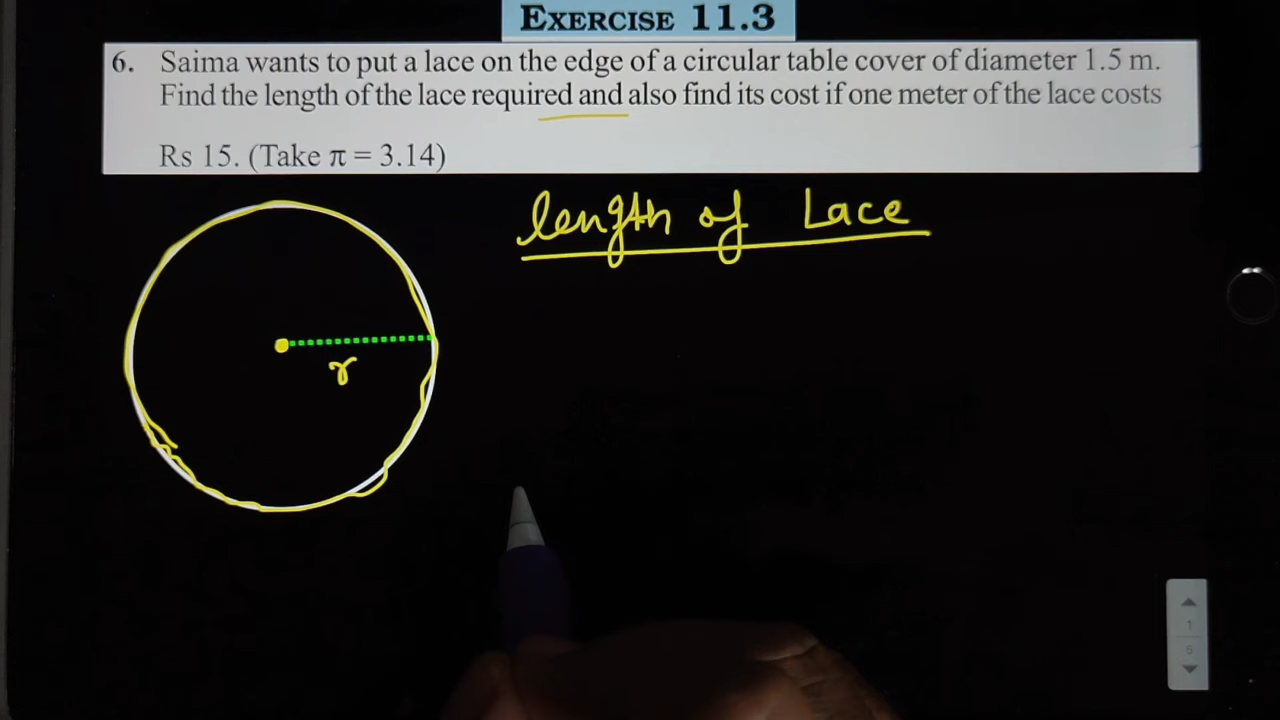 EXERCISE 11.3
6. Saima wants to put a lace on the edge of a circular table cover of diameter 1.5 m.
Find the length of the lace required and also find its cost if one meter of the lace costs
Rs 15. (Take π = 3.14)
length of Lace
r
1
5